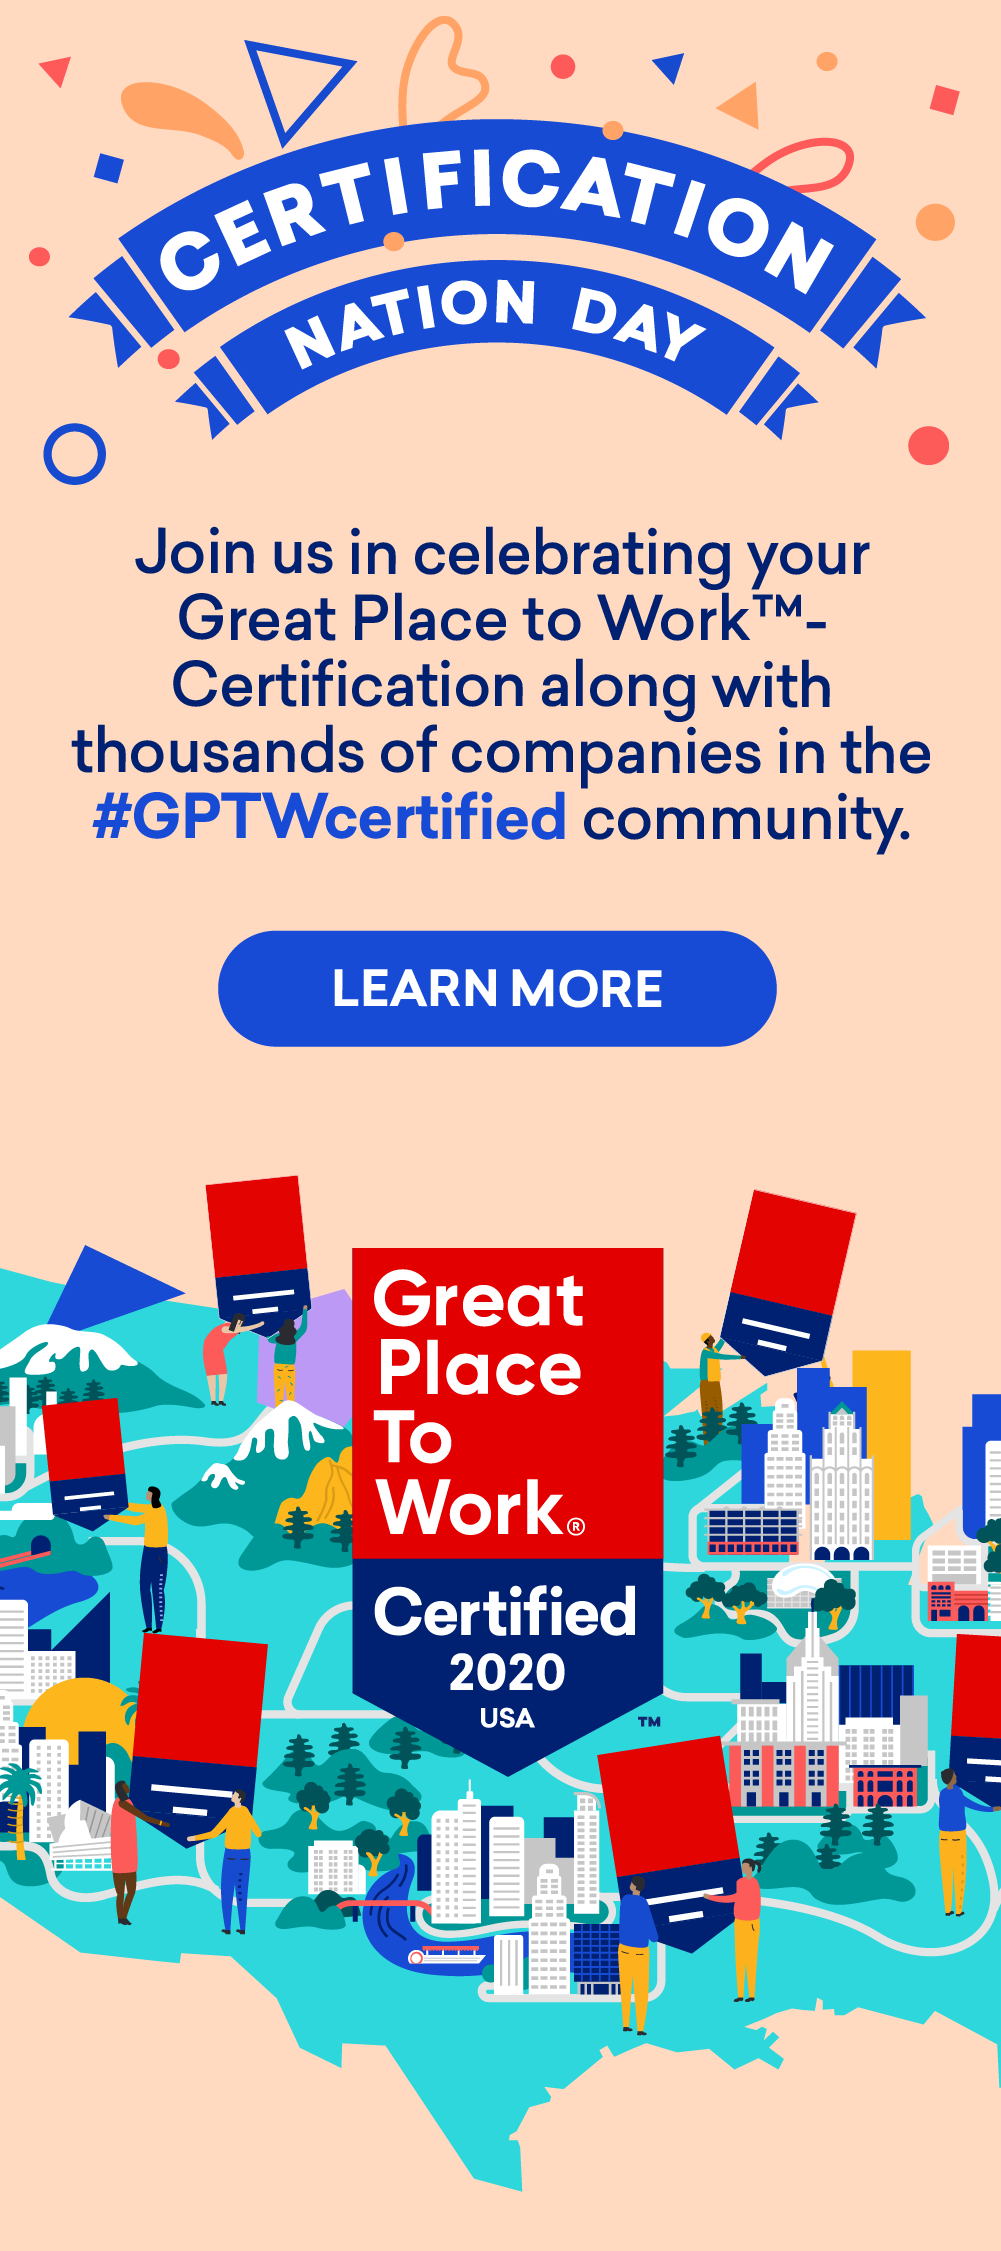 CERTIFICATION
NATION DAY
Join us in celebrating your
Great Place to Work™-
Certification along with
thousands of companies in the
#GPTWcertified community.
LEARN MORE
Great
Place
To
Work®
Certified
2020
USA
™